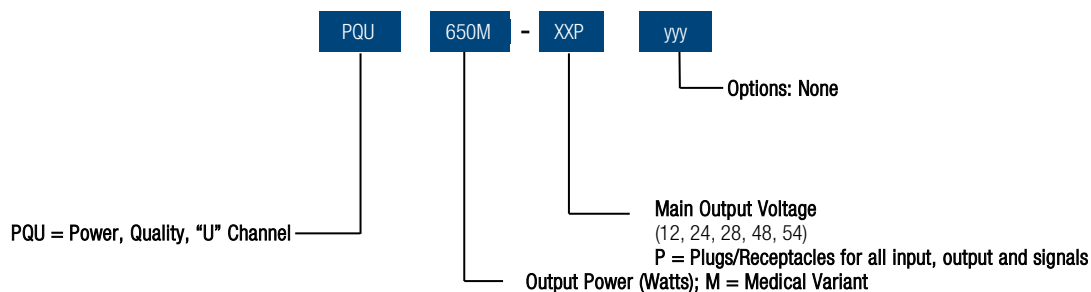 PQU 650M - XXP yyy
Options: None
Main Output Voltage
(12, 24, 28, 48, 54)
PQU = Power, Quality, “U” Channel
P = Plugs/Receptacles for all input, output and signals
Output Power (Watts); M = Medical Variant